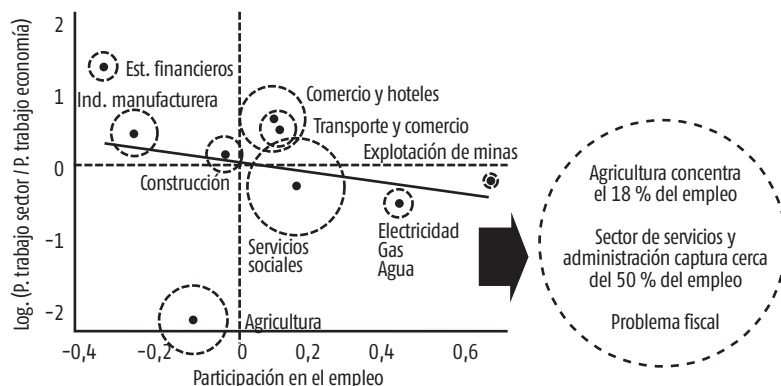 Log. (P. trabajo sector / P. trabajo economía)
2
1
0
−1
−2
Est. financieros
Ind. manufacturera
Comercio y hoteles
Transporte y comercio
Explotación de minas
Construcción
Servicios
sociales
Electricidad
Gas
Agua
Agricultura
−0,4
−0,2
0
0,2
0,4
0,6
Participación en el empleo
Agricultura concentra
el 18 % del empleo
Sector de servicios y
administración captura cerca
del 50 % del empleo
Problema fiscal